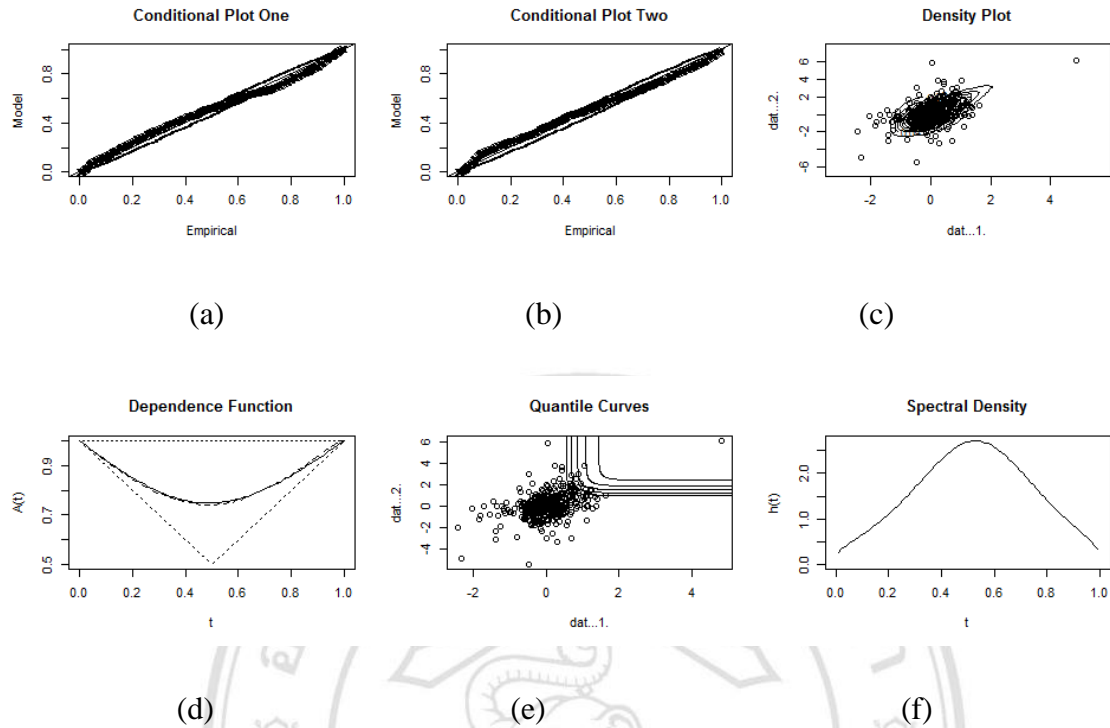 Conditional Plot One
Model
0.0 0.4 0.8
0.0 0.2 0.4 0.6 0.8 1.0
Empirical
(a)
Conditional Plot Two
Model
0.0 0.4 0.8
0.0 0.2 0.4 0.6 0.8 1.0
Empirical
(b)
Density Plot
dat...2.
-6 -2 2 4 6
-2 0 2 4
dat...1.
(c)
Dependence Function
A(t)
0.5 0.7 0.9
0.0 0.2 0.4 0.6 0.8 1.0
t
(d)
Quantile Curves
dat...2.
-4 -2 0 2 4 6
-2 0 2 4
dat...1.
(e)
Spectral Density
h(t)
0.0 1.0 2.0
0.0 0.2 0.4 0.6 0.8 1.0
t
(f)